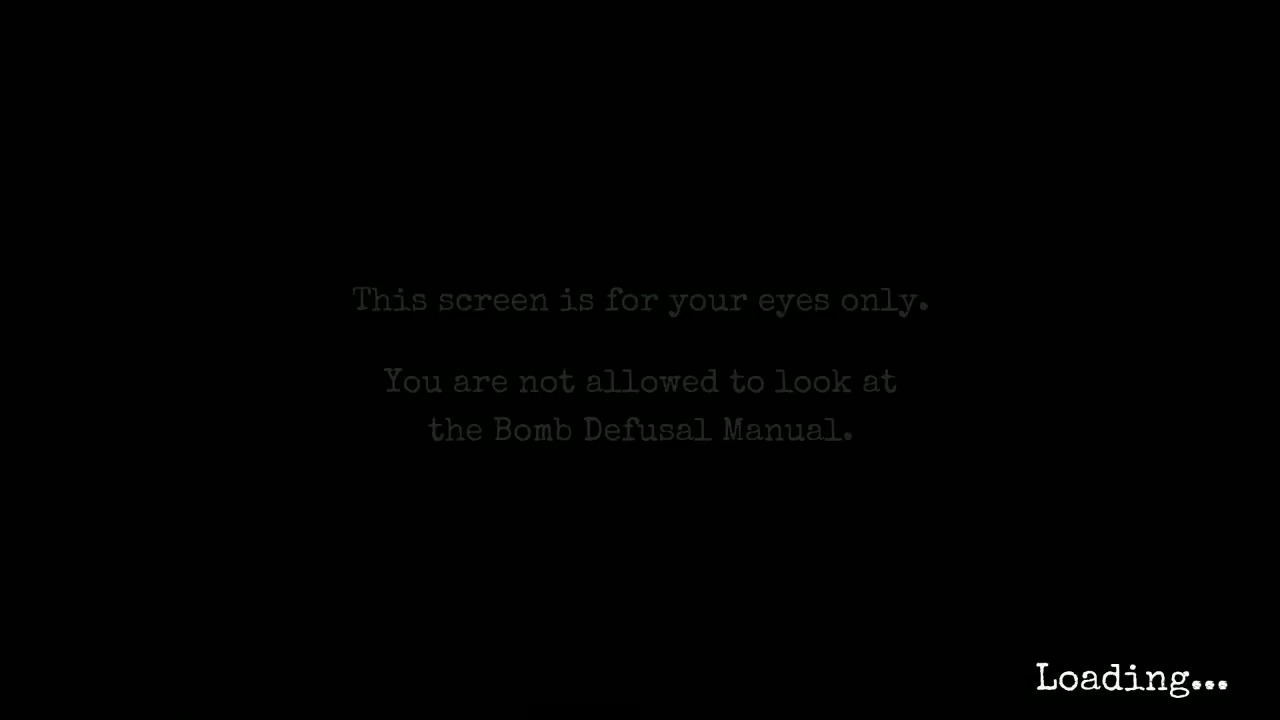 This screen is for your eyes only.
You are not allowed to look at
the Bomb Defusal Manual.
Loading...